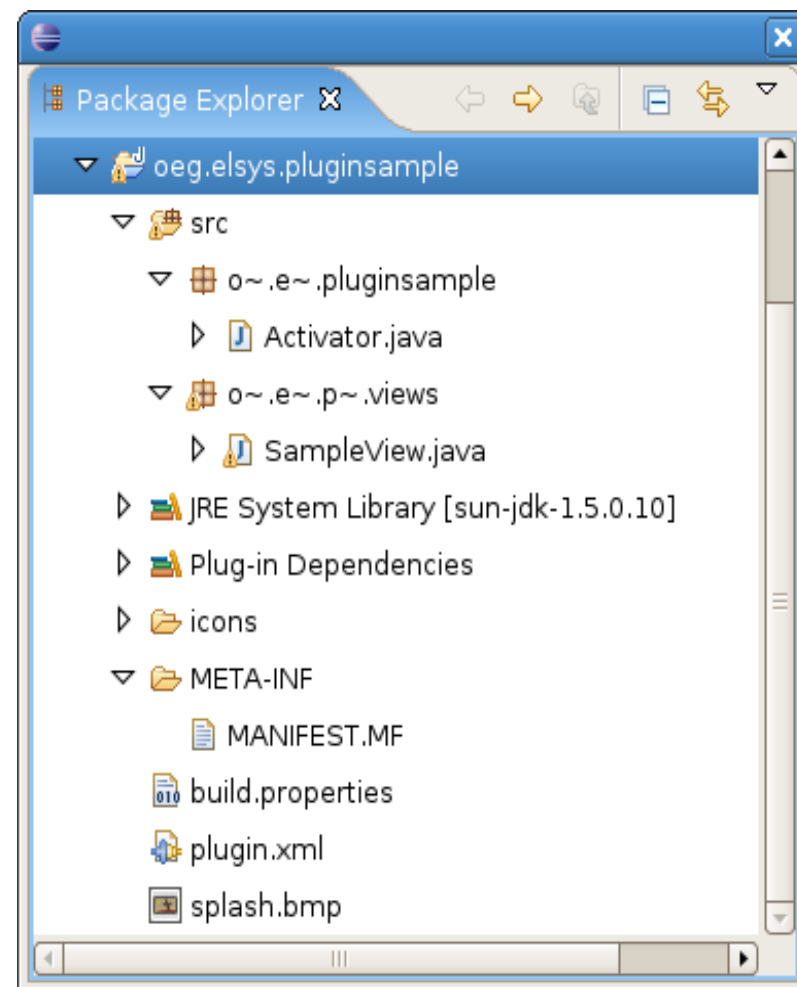 Package Explorer
oeg.elsys.pluginsample
src
o~.e~.pluginsample
Activator.java
o~.e~.p~.views
SampleView.java
JRE System Library [sun-jdk-1.5.0.10]
Plug-in Dependencies
icons
META-INF
MANIFEST.MF
build.properties
plugin.xml
splash.bmp